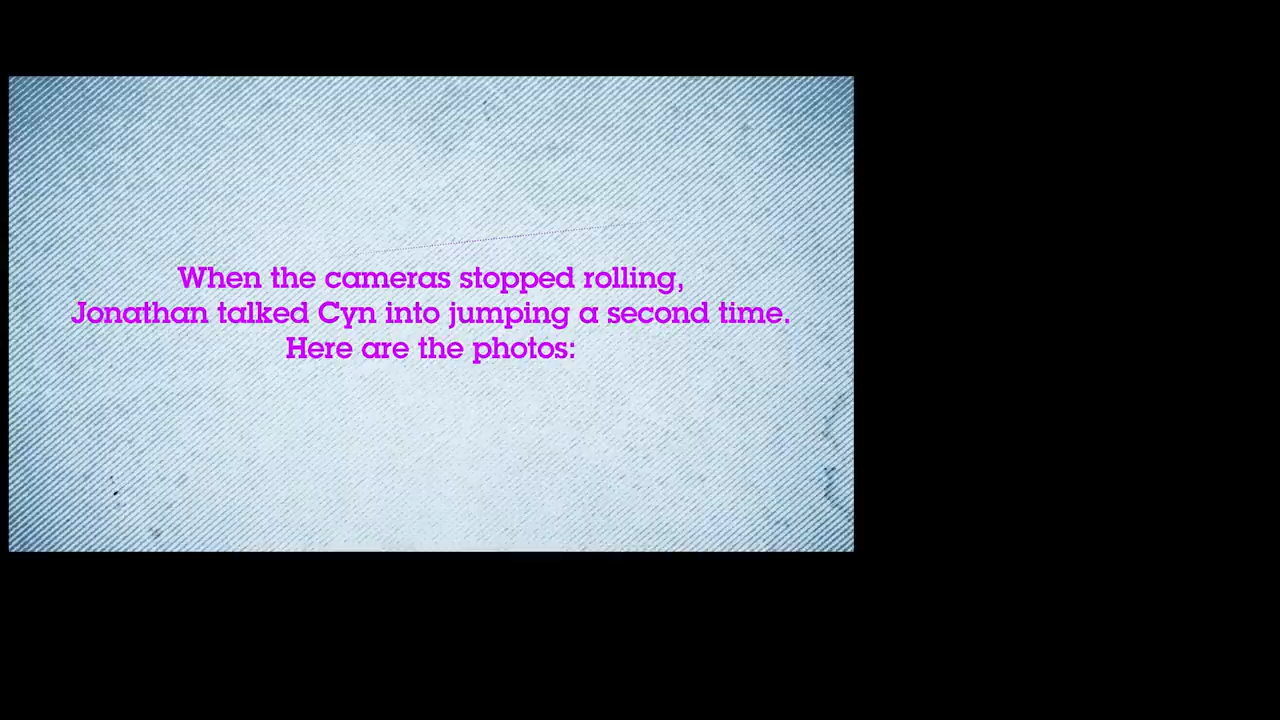 When the cameras stopped rolling,
Jonathan talked Cyn into jumping a second time.
Here are the photos: